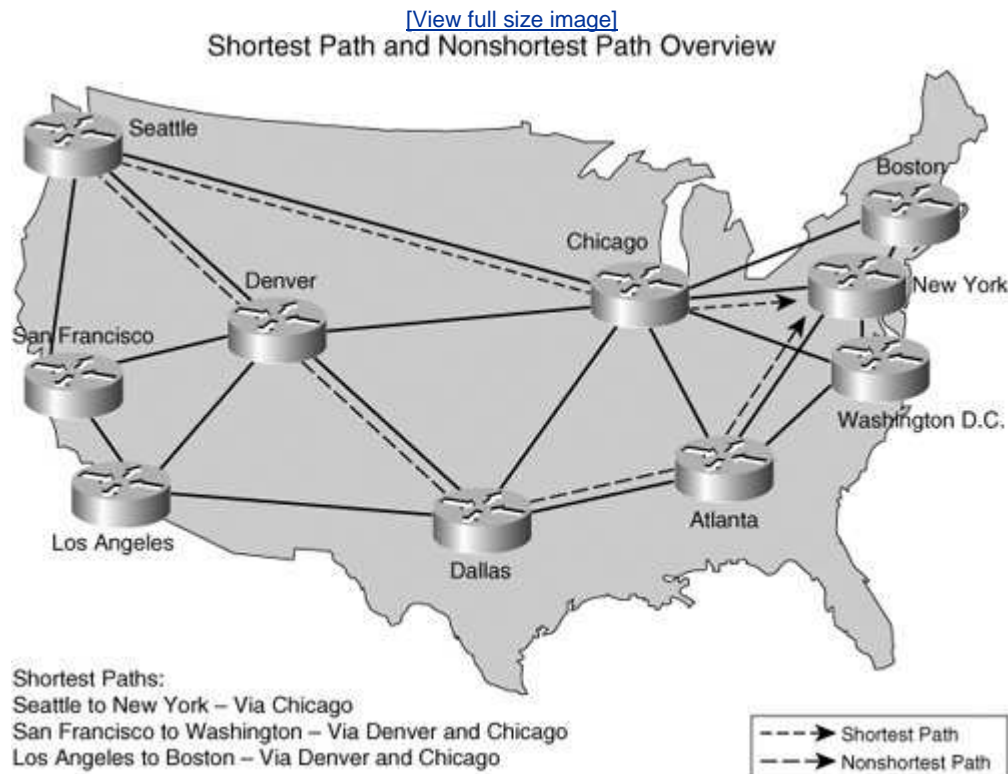 [View full size image]
Shortest Path and Nonshortest Path Overview
Seattle
Boston
Chicago
Denver
New York
San Francisco
Washington D.C.
Los Angeles
Atlanta
Dallas
Shortest Paths:
Seattle to New York – Via Chicago
San Francisco to Washington – Via Denver and Chicago
Los Angeles to Boston – Via Denver and Chicago
Shortest Path
Nonshortest Path